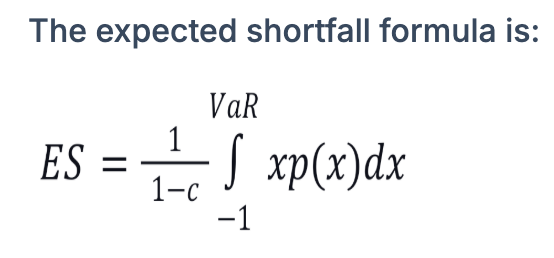 The expected shortfall formula is:
VaR
ES = 1/1−c ∫ xp(x)dx
−1